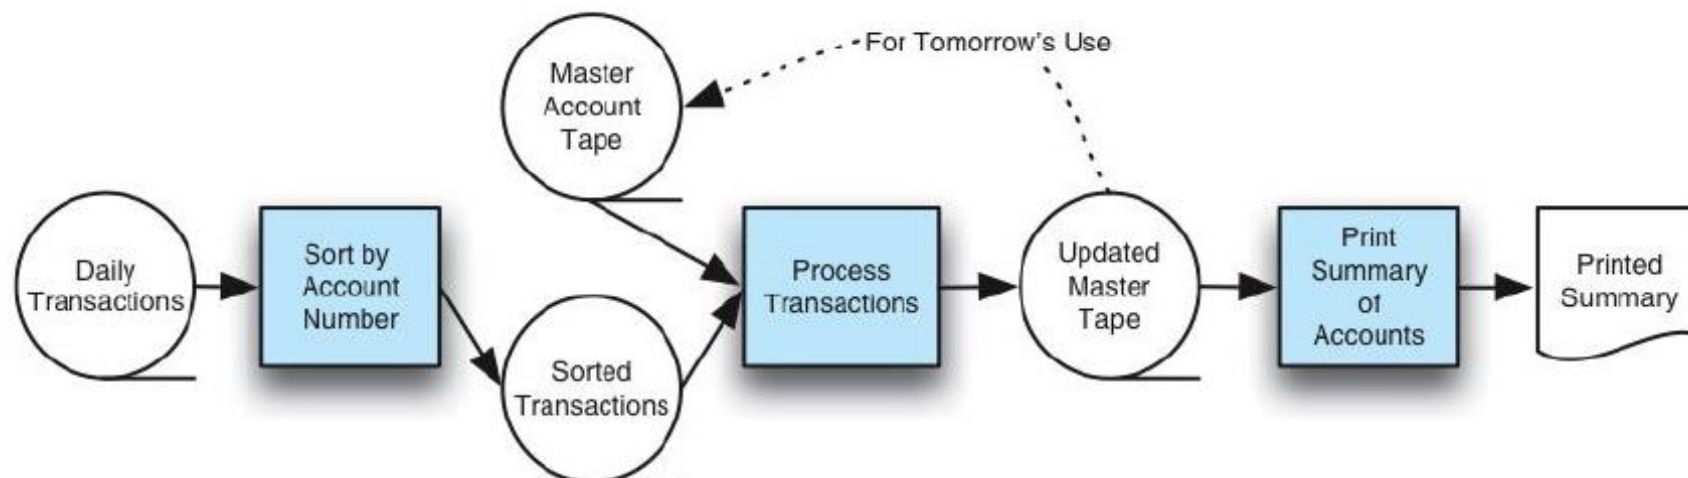 For Tomorrow's Use
Master
Account
Tape
Daily
Transactions
Sort by
Account
Number
Sorted
Transactions
Process
Transactions
Updated
Master
Tape
Print
Summary
of
Accounts
Printed
Summary